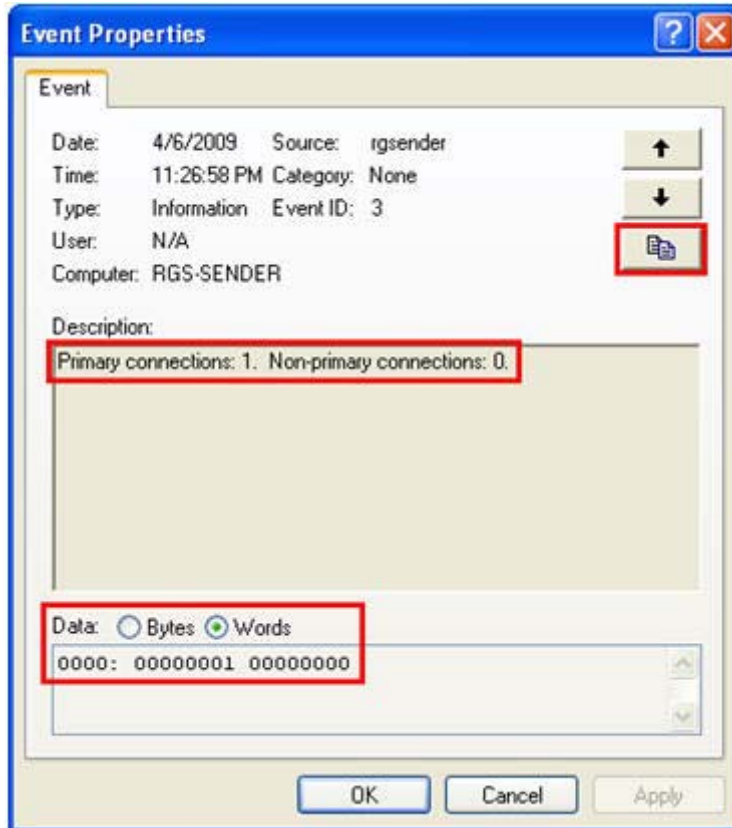 Event Properties
Event
Date: 4/6/2009 Source: rgsender
Time: 11:26:58 PM Category: None
Type: Information Event ID: 3
User: N/A
Computer: RGS-SENDER
Description:
Primary connections: 1. Non-primary connections: 0.
Data: Bytes Words
0000: 00000001 00000000
OK Cancel Apply